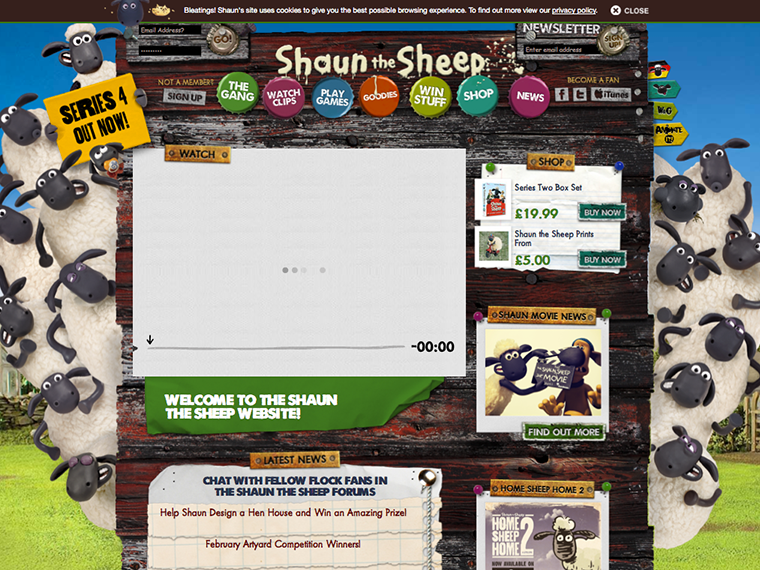 Bleatings! Shaun's site uses cookies to give you the best possible browsing experience. To find out more view our privacy policy.
CLOSE
Email Address?
GO!
NEWSLETTER
Enter email address
SIGN UP!
Shaun the Sheep
NOT A MEMBER?
SIGN UP
THE GANG
WATCH CLIPS
PLAY GAMES
GOODIES
WIN STUFF
SHOP
NEWS
BECOME A FAN
iTunes
SERIES 4
OUT NOW!
WATCH
-00:00
WELCOME TO THE SHAUN
THE SHEEP WEBSITE!
SHOP
Series Two Box Set
£19.99
BUY NOW
Shaun the Sheep Prints
From
£5.00
BUY NOW
SHAUN MOVIE NEWS
THE SHAUN THE SHEEP
MOVIE
FIND OUT MORE
LATEST NEWS
CHAT WITH FELLOW FLOCK FANS IN
THE SHAUN THE SHEEP FORUMS
Help Shaun Design a Hen House and Win an Amazing Prize!
February Artyard Competition Winners!
HOME SHEEP HOME 2
HOME
SHEEP
HOME 2
NOW AVAILABLE ON